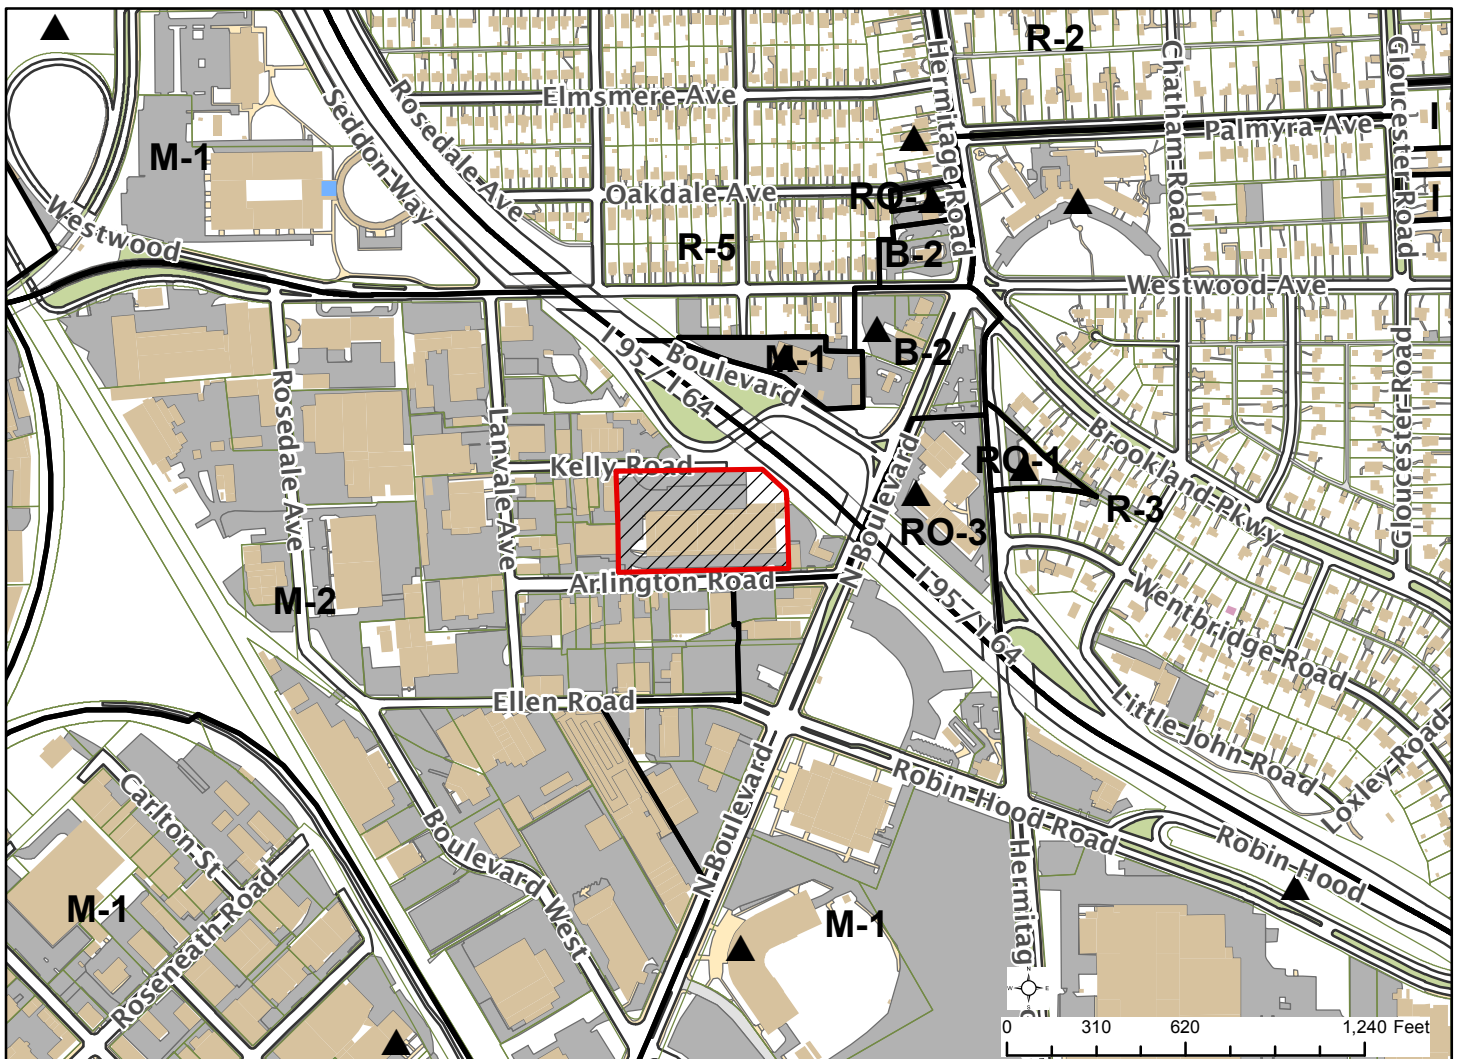 R-2
Elmsmere Ave
Hermitage Road
Chatham Road
Gloucester Road
Rosedale Ave
Seddon Way
Palmyra Ave
I
M-1
Oakdale Ave
I
Westwood
R-5
B-2
Westwood Ave
I 95 / I-64
Boulevard
M-1
B-2
Rosedale Ave
Lanvale Ave
Gloucester Road
Brookland Pkwy
Kelly Road
N Boulevard
RO-1
R-3
RO-3
Arlington Road
M-2
I-95 / I-64
Wentbridge Road
Ellen Road
Little John Road
Loxley Road
Carlton St
Boulevard West
N Boulevard
Robin Hood Road
Robin Hood
Hermitag
Roseneath Road
M-1
M-1
N
W
E
S
0
310
620
1,240 Feet